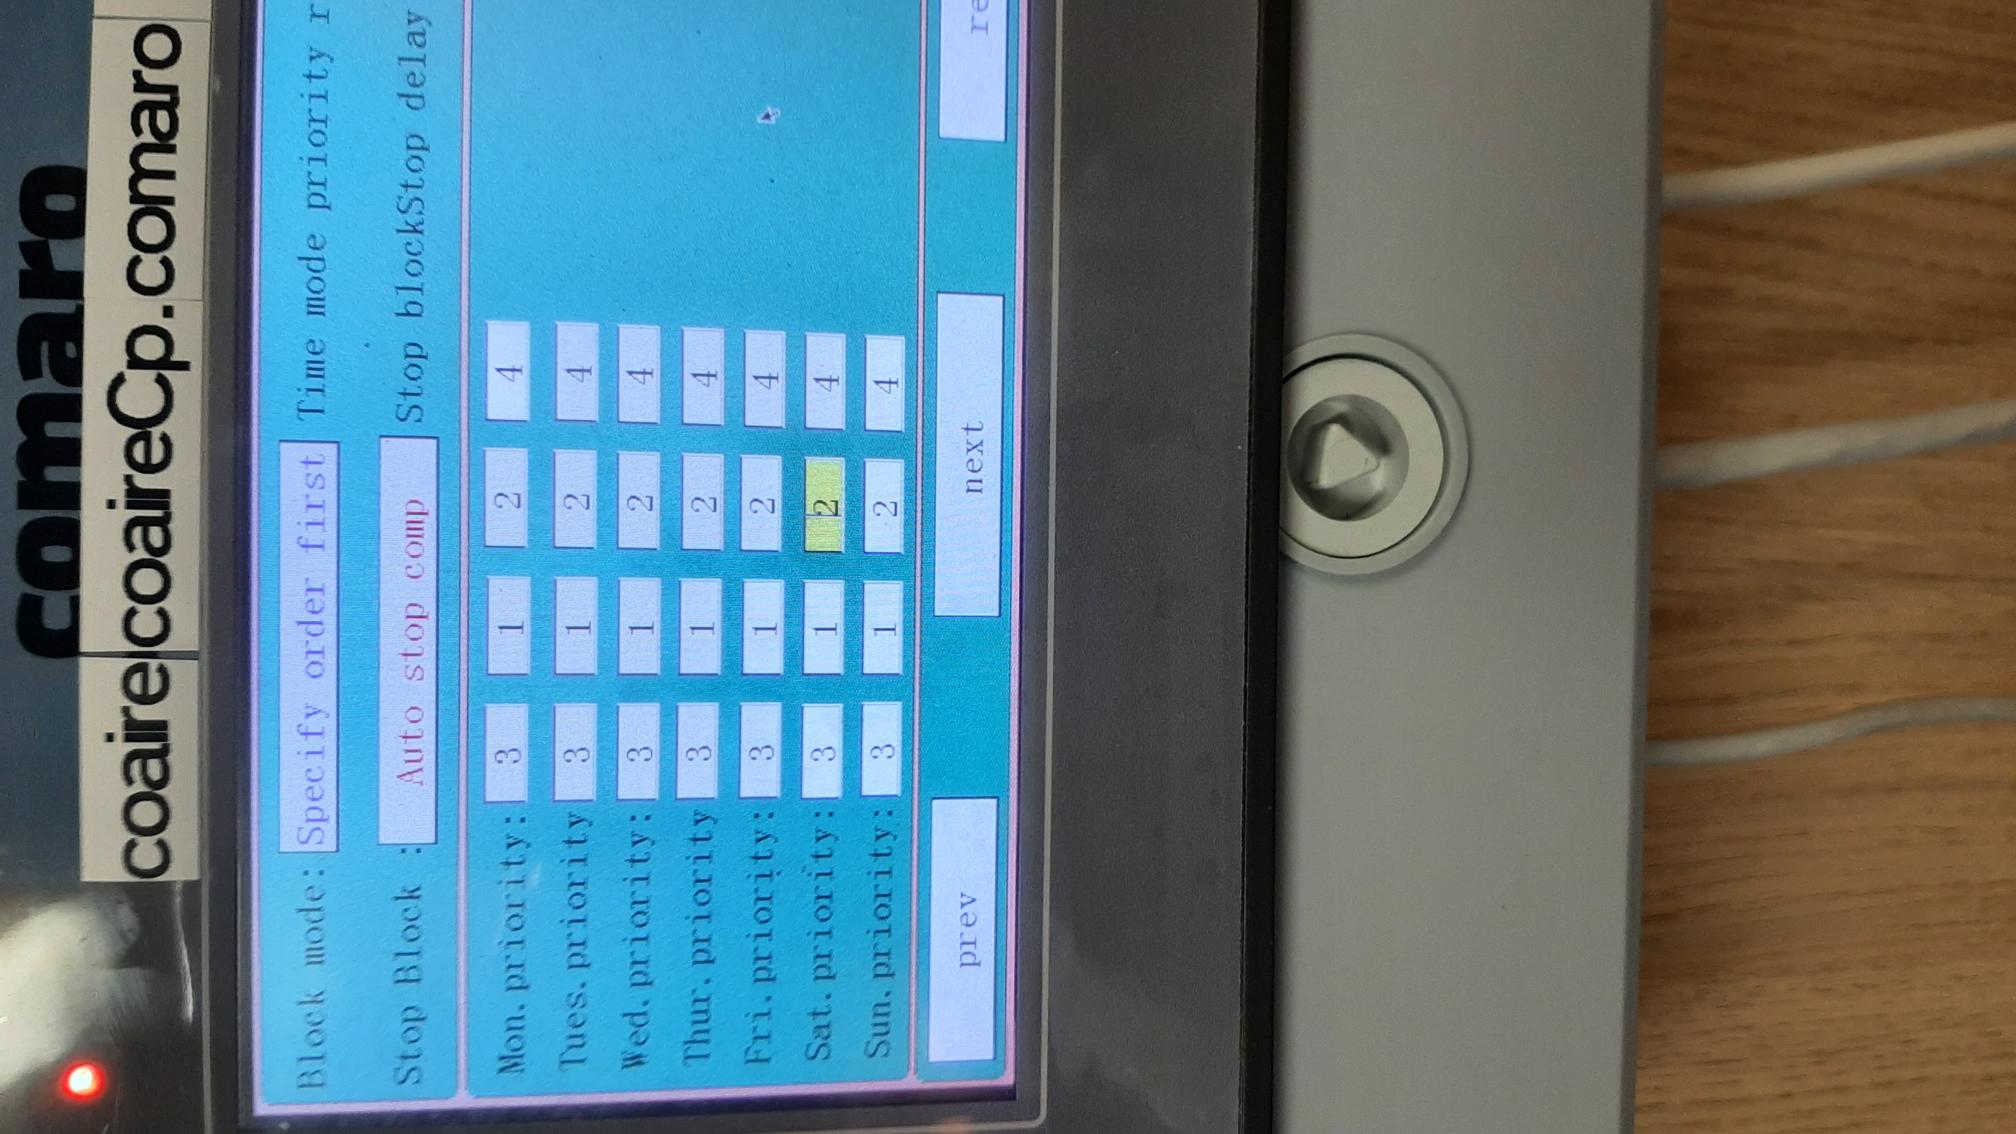 comaro
coaire coaireCp.comaro
Block mode: Specify order first Time mode priority
Stop Block : Auto stop comp Stop blockStop delay
Mon.priority: 3 1 2 4
Tues.priority 3 1 2 4
Wed.priority: 3 1 2 4
Thur.priority 3 1 2 4
Fri.priority: 3 1 2 4
Sat.priority: 3 1 2 4
Sun.priority: 3 1 2 4
prev next